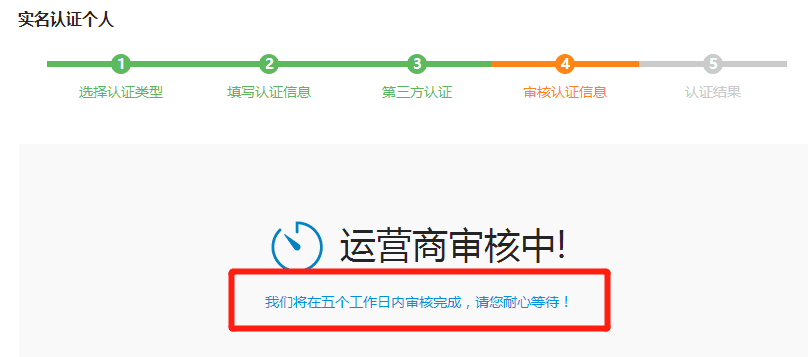 实名认证个人
1 2 3 4 5
选择认证类型 填写认证信息 第三方认证 审核认证信息 认证结果
运营商审核中!
我们将在五个工作日内审核完成，请您耐心等待！